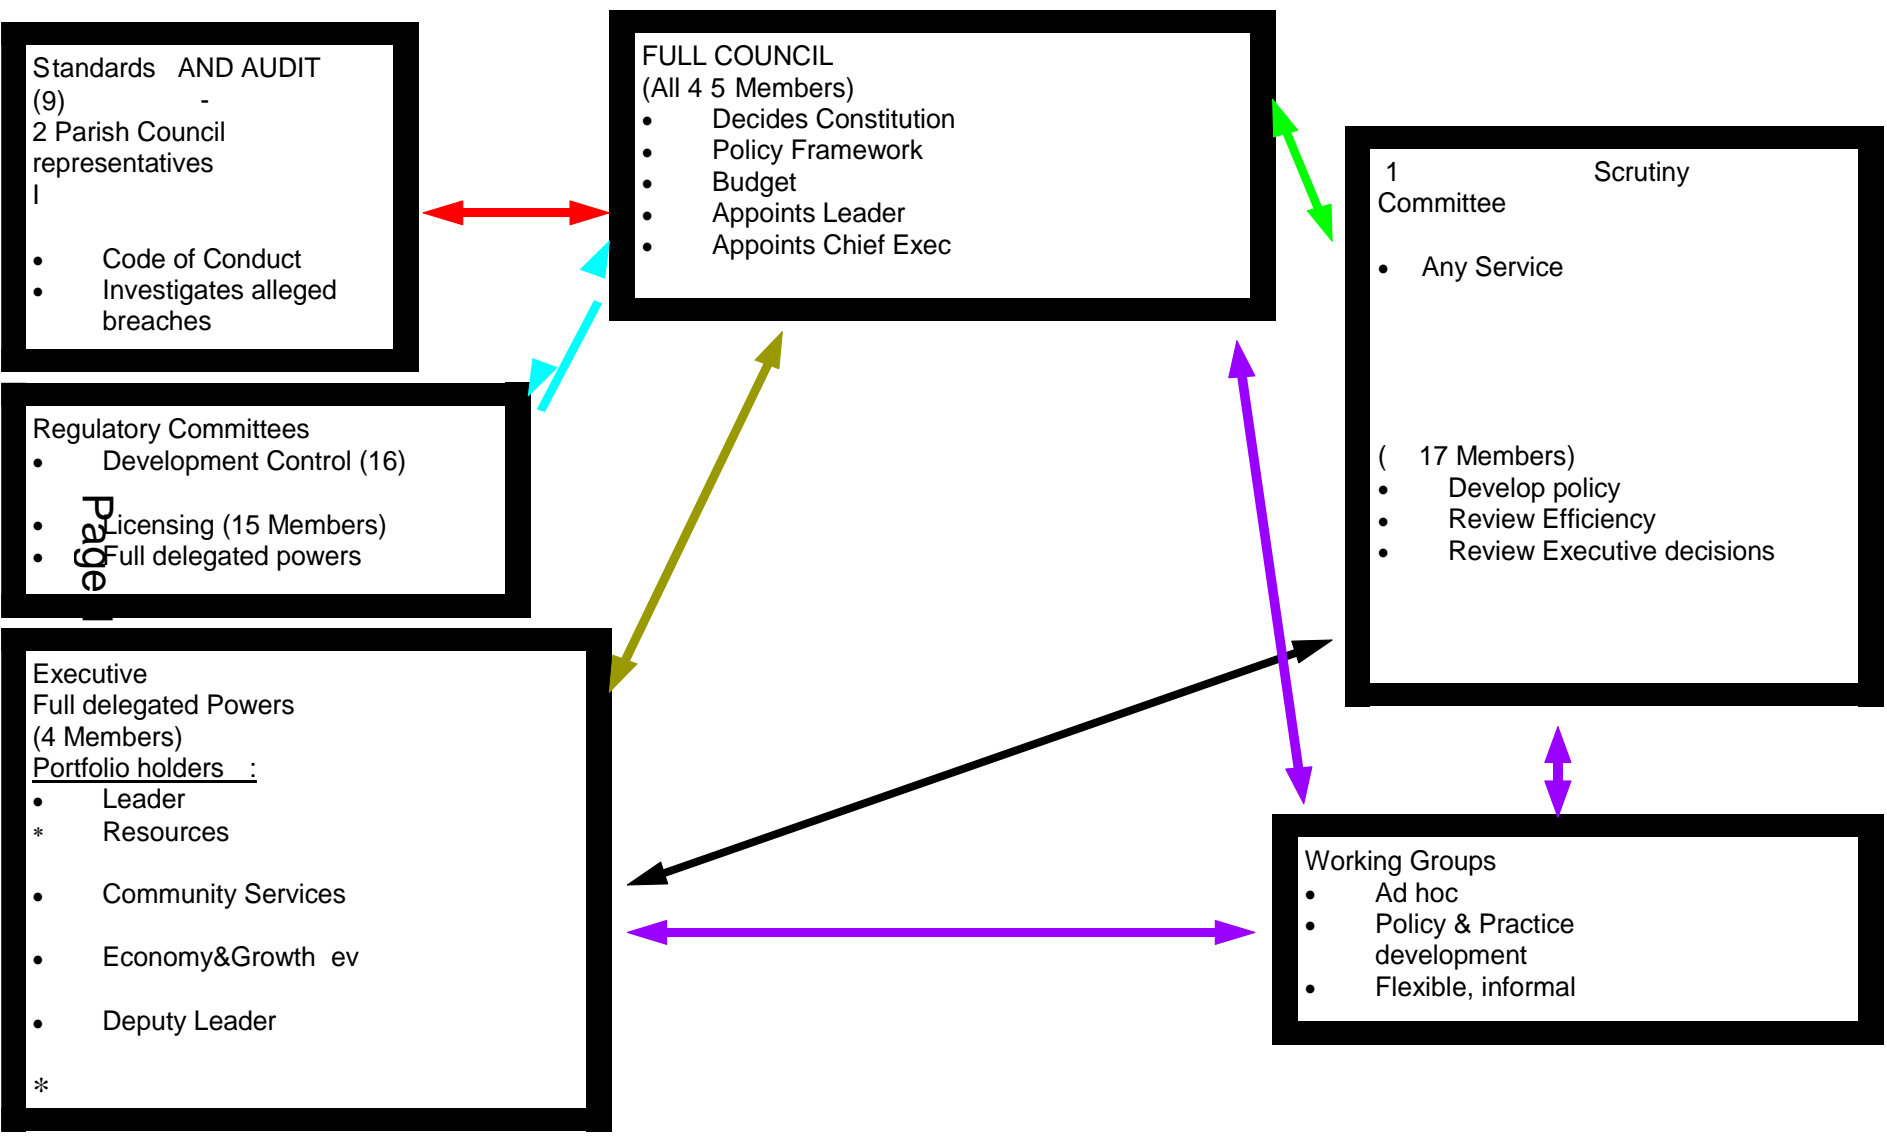 Standards AND AUDIT
(9) -
2 Parish Council
representatives
I
• Code of Conduct
• Investigates alleged
breaches
FULL COUNCIL
(All 4 5 Members)
• Decides Constitution
• Policy Framework
• Budget
• Appoints Leader
• Appoints Chief Exec
1 Scrutiny
Committee
• Any Service
( 17 Members)
• Develop policy
• Review Efficiency
• Review Executive decisions
Regulatory Committees
• Development Control (16)
• Licensing (15 Members)
• Full delegated powers
Page
Executive
Full delegated Powers
(4 Members)
Portfolio holders :
• Leader
* Resources
• Community Services
• Economy&Growth ev
• Deputy Leader
*
Working Groups
• Ad hoc
• Policy & Practice
development
• Flexible, informal